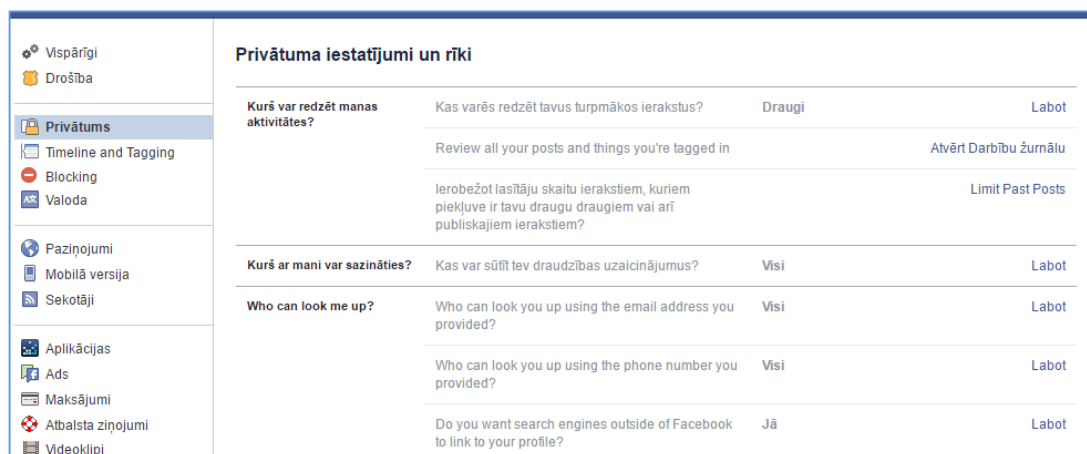 Vispārīgi
Drošība
Privātums
Timeline and Tagging
Blocking
Valoda
Paziņojumi
Mobilā versija
Sekotāji
Aplikācijas
Ads
Maksājumi
Atbalsta ziņojumi
Videoklipi
Privātuma iestatījumi un rīki
Kurš var redzēt manas
aktivitātes?
Kas varēs redzēt tavus turpmākos ierakstus?
Draugi
Labot
Review all your posts and things you're tagged in
Atvērt Darbību žurnālu
Ierobežot lasītāju skaitu ierakstiem, kuriem
piekļuve ir tavu draugu draugiem vai arī
publiskajiem ierakstiem?
Limit Past Posts
Kurš ar mani var sazināties?
Kas var sūtīt tev draudzības uzaicinājumus?
Visi
Labot
Who can look me up?
Who can look you up using the email address you
provided?
Visi
Labot
Who can look you up using the phone number you
provided?
Visi
Labot
Do you want search engines outside of Facebook
to link to your profile?
Jā
Labot